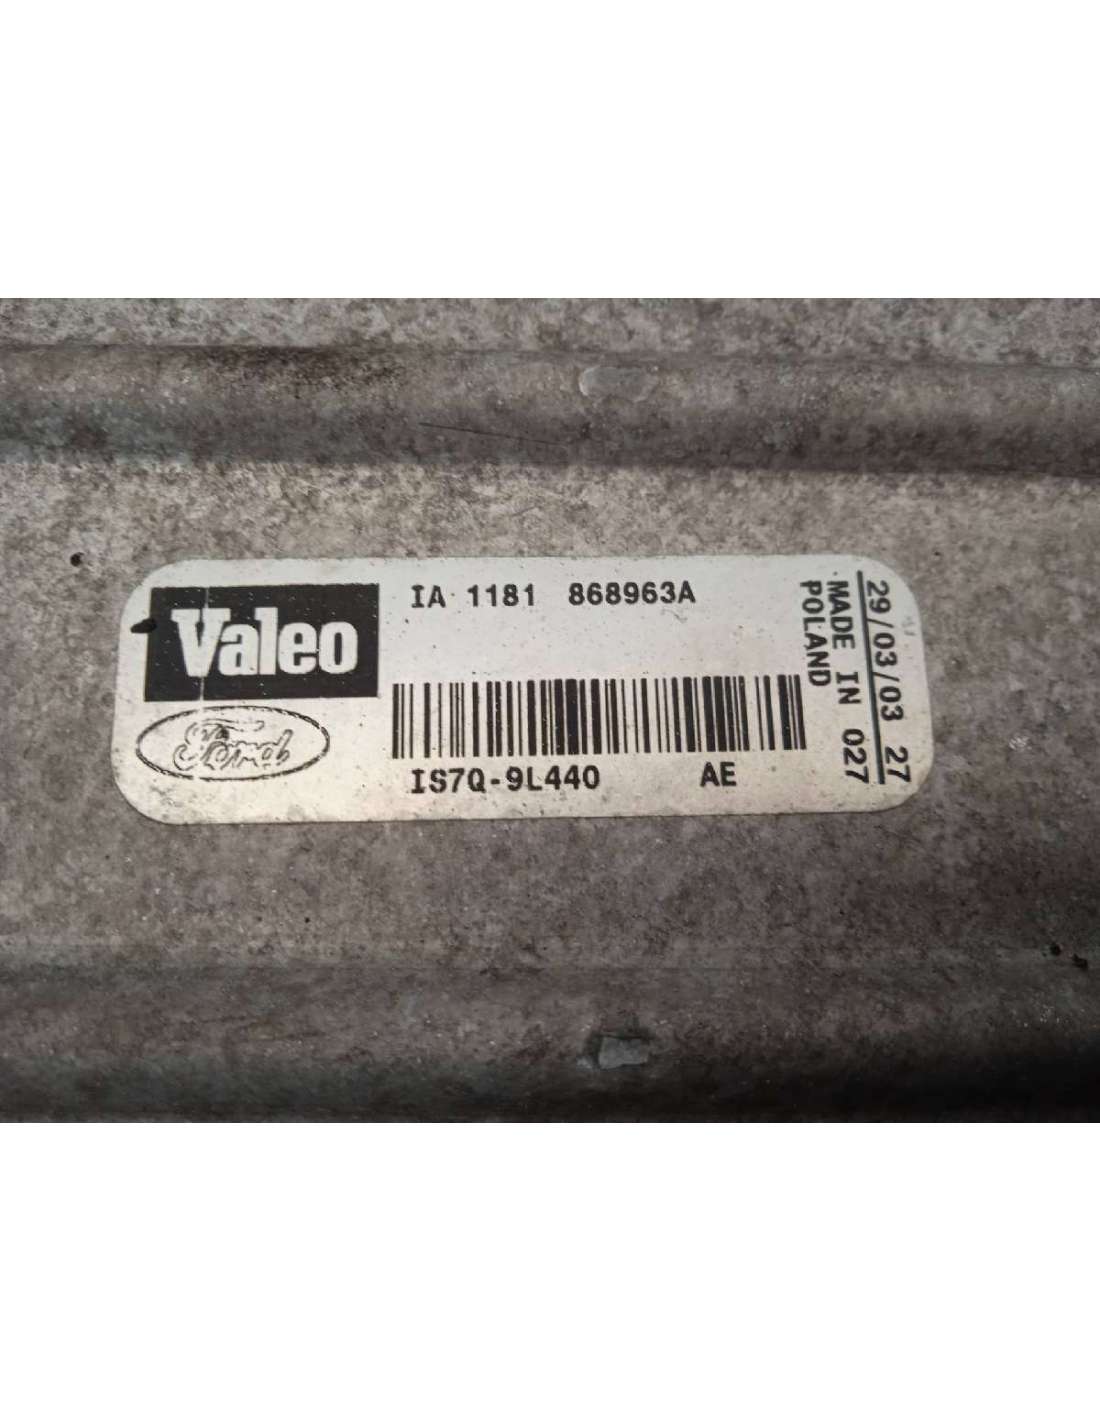 Valeo
IA 1181 868963A
Ford
IS7Q-9L440 AE
MADE IN 027
POLAND
29/03/03 27